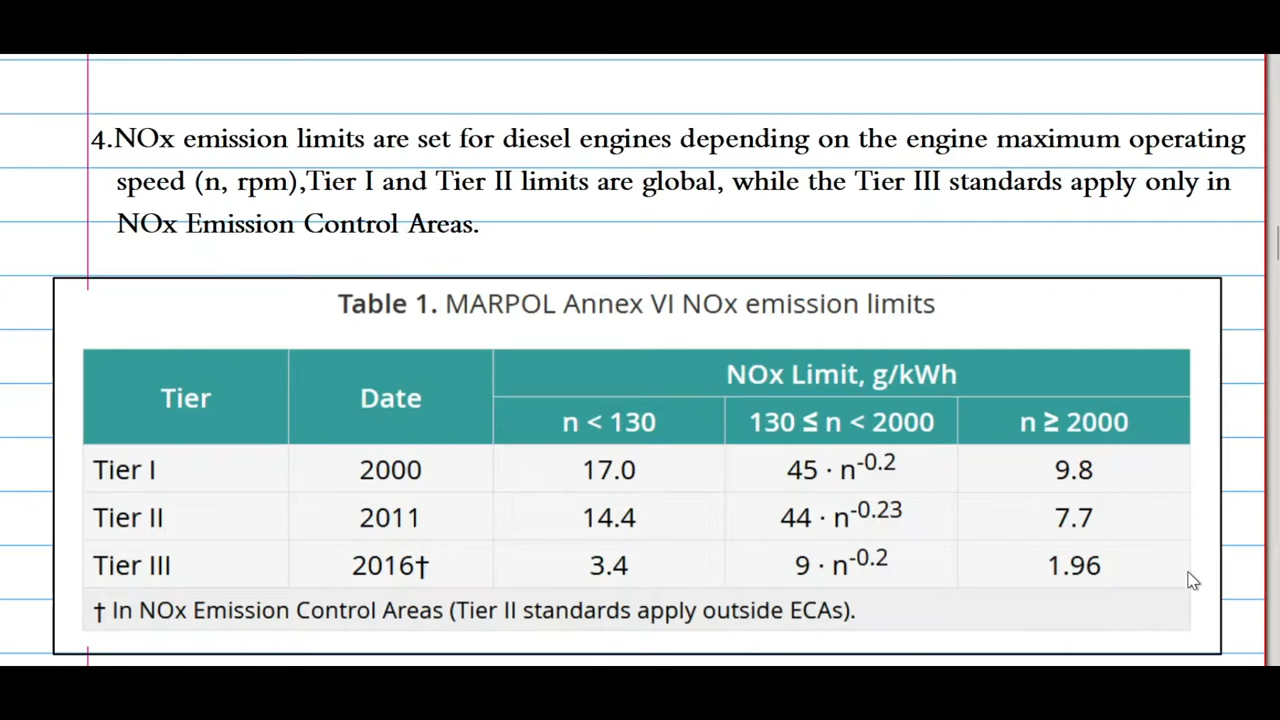 4.NOx emission limits are set for diesel engines depending on the engine maximum operating
speed (n, rpm),Tier I and Tier II limits are global, while the Tier III standards apply only in
NOx Emission Control Areas.
Table 1. MARPOL Annex VI NOx emission limits
Tier Date NOx Limit, g/kWh
n < 130 130 ≤ n < 2000 n ≥ 2000
Tier I 2000 17.0 45 · n^-0.2 9.8
Tier II 2011 14.4 44 · n^-0.23 7.7
Tier III 2016† 3.4 9 · n^-0.2 1.96
† In NOx Emission Control Areas (Tier II standards apply outside ECAs).